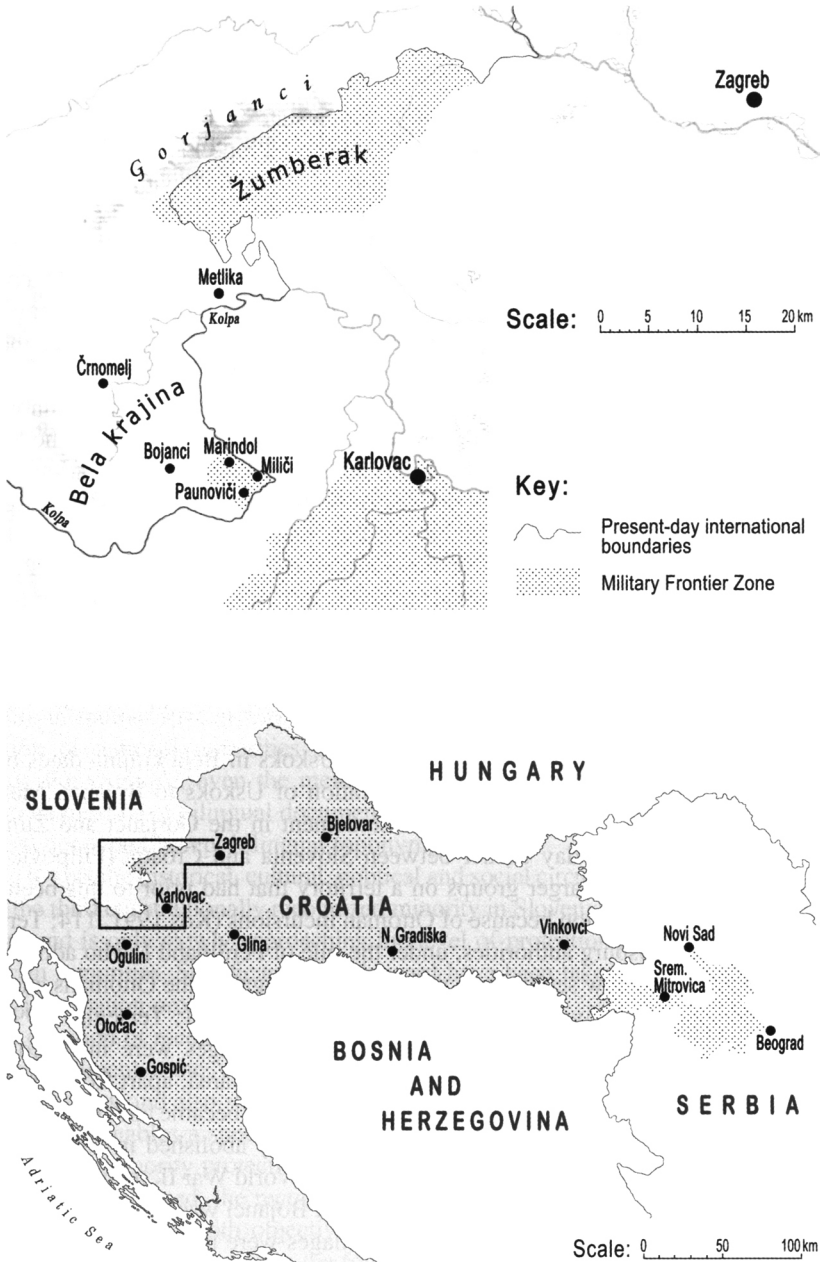 Gorjanci
Žumberak
Zagreb
Metlika
Kolpa
Scale: 0 5 10 15 20 km
Črnomelj
Bela krajina
Bojanci
Marindol
Miliči
Paunoviči
Karlovac
Kolpa
Key:
Present-day international
boundaries
Military Frontier Zone
HUNGARY
SLOVENIA
Bjelovar
Zagreb
Karlovac
CROATIA
Ogulin
Glina
N. Gradiška
Vinkovci
Novi Sad
Srem.
Mitrovica
Otočac
Beograd
Gospić
BOSNIA
AND
HERZEGOVINA
SERBIA
Adriatic Sea
Scale: 0 50 100 km